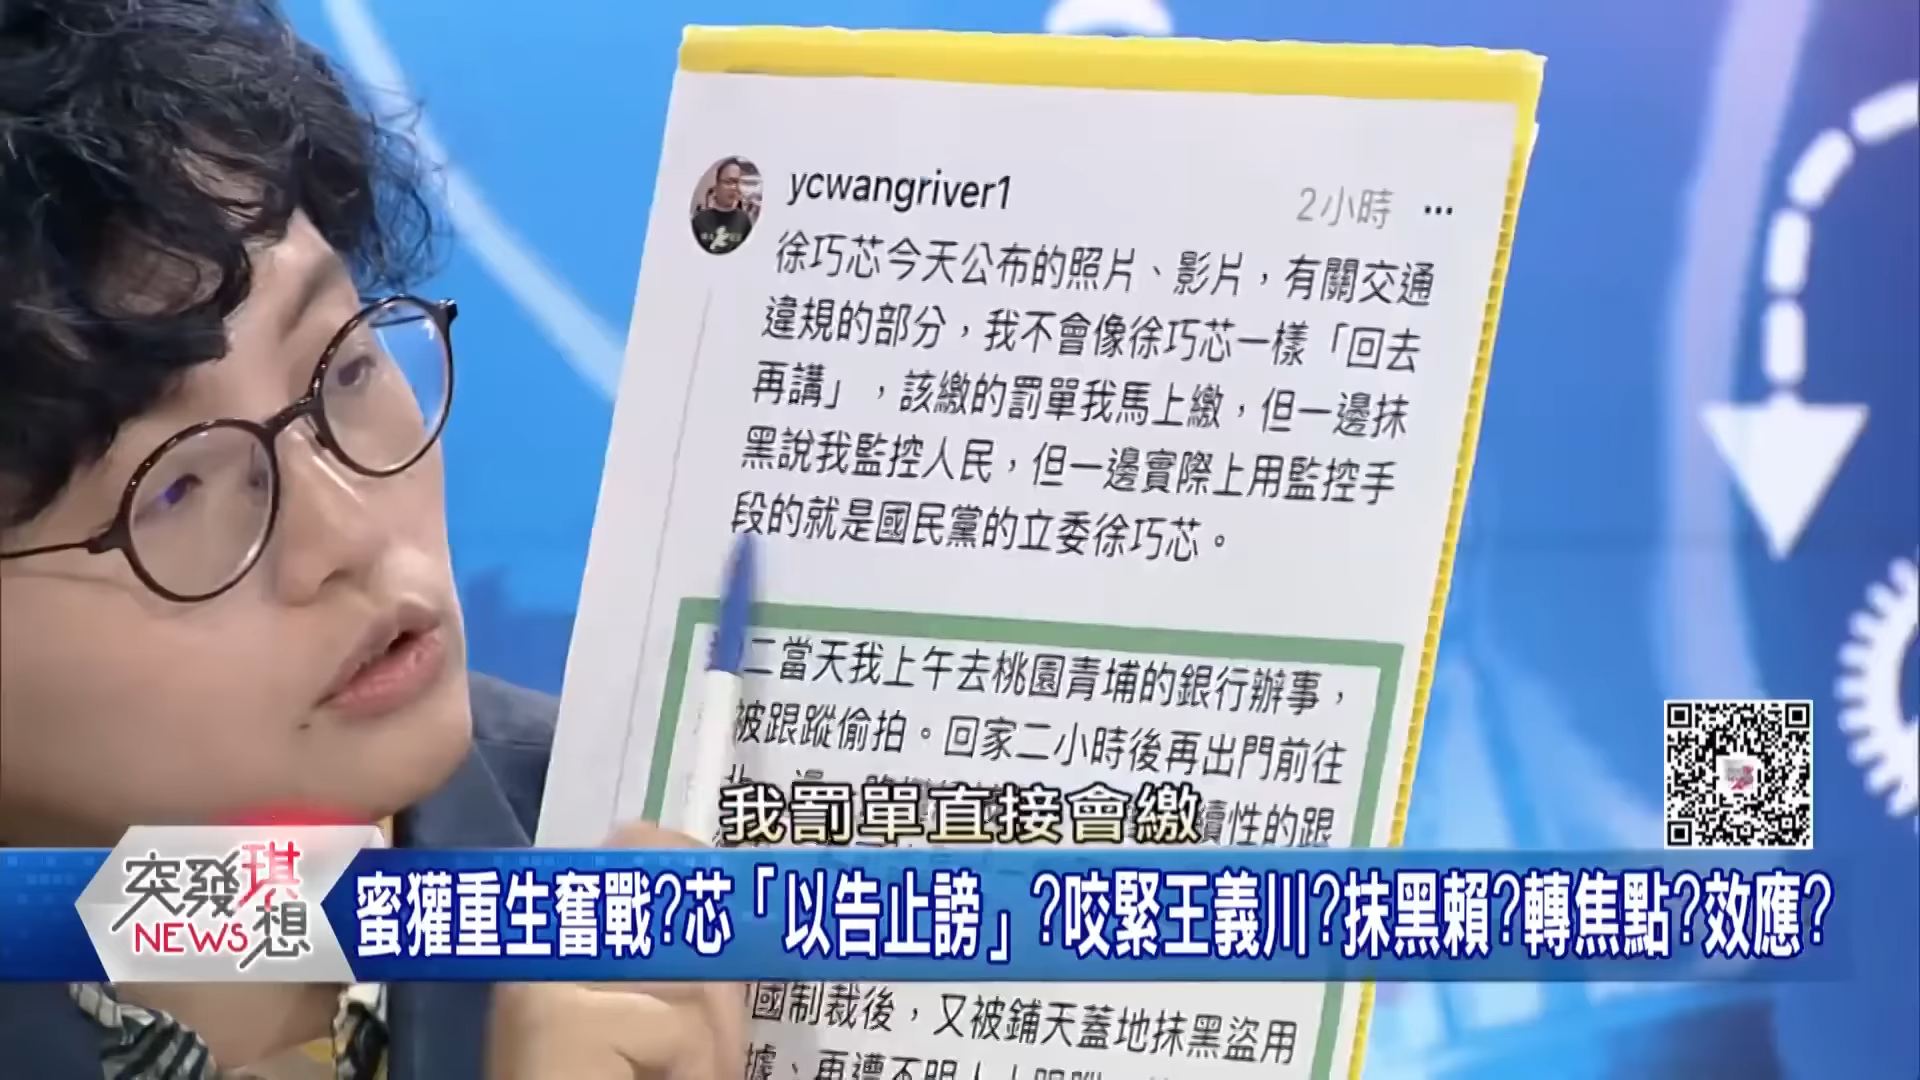 ycwangriver1
2小時
徐巧芯今天公布的照片、影片，有關交通
違規的部分，我不會像徐巧芯一樣「回去
再講」，該繳的罰單我馬上繳，但一邊抹
黑說我監控人民，但一邊實際上用監控手
段的就是國民黨的立委徐巧芯。
二當天我上午去桃園青埔的銀行辦事，
被跟蹤偷拍。回家二小時後再出門前往
續性的跟
我罰單直接會繳
突發琪想
NEWS
蜜獾重生奮戰?芯「以告止謗」?咬緊王義川?抹黑賴?轉焦點?效應?
國制裁後，又被鋪天蓋地抹黑盜用